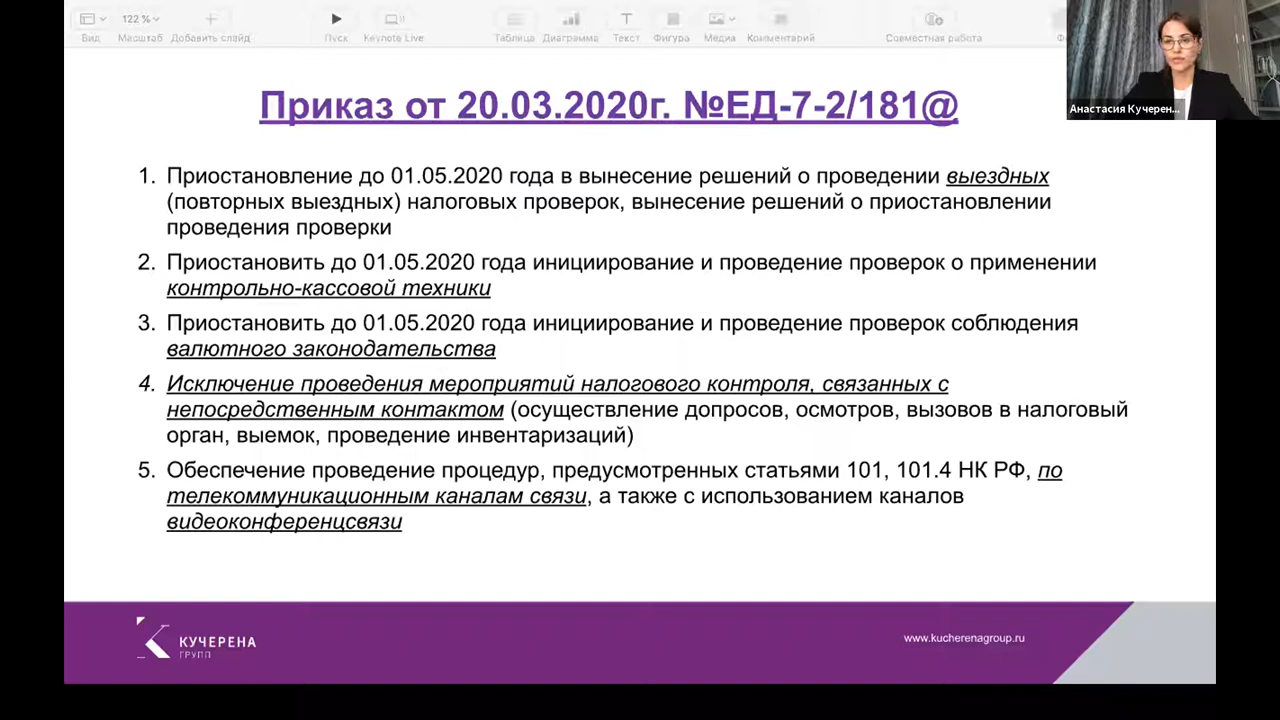 122 %
Вид
Масштаб
Добавить слайд
Пуск
Keynote Live
Таблица
Диаграмма
Текст
Фигура
Медиа
Комментарий
Совместная работа
Анастасия Кучерен...
Приказ от 20.03.2020г. №ЕД-7-2/181@
1. Приостановление до 01.05.2020 года в вынесение решений о проведении выездных
(повторных выездных) налоговых проверок, вынесение решений о приостановлении
проведения проверки
2. Приостановить до 01.05.2020 года инициирование и проведение проверок о применении
контрольно-кассовой техники
3. Приостановить до 01.05.2020 года инициирование и проведение проверок соблюдения
валютного законодательства
4. Исключение проведения мероприятий налогового контроля, связанных с
непосредственным контактом (осуществление допросов, осмотров, вызовов в налоговый
орган, выемок, проведение инвентаризаций)
5. Обеспечение проведение процедур, предусмотренных статьями 101, 101.4 НК РФ, по
телекоммуникационным каналам связи, а также с использованием каналов
видеоконференцсвязи
КУЧЕРЕНА
ГРУПП
www.kucherenagroup.ru